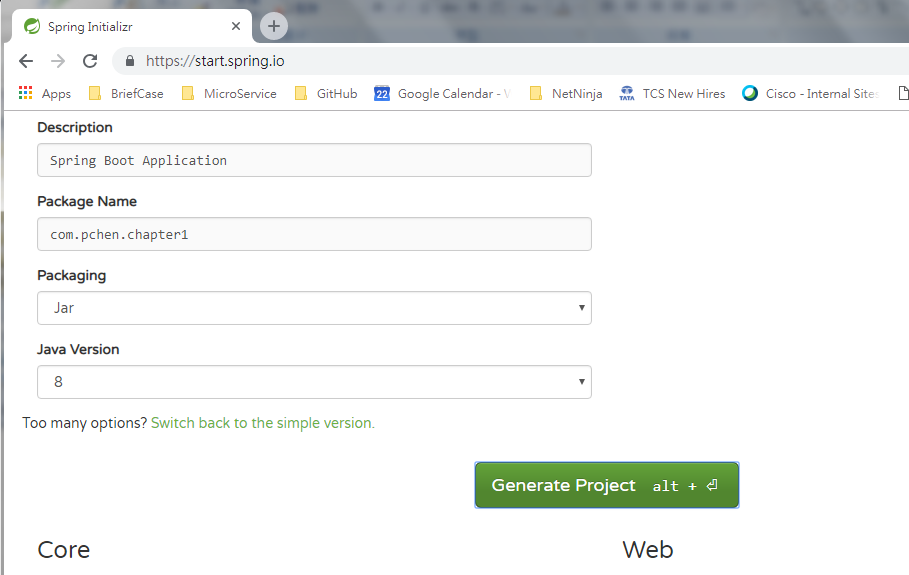 Spring Initializr
https://start.spring.io
Apps BriefCase MicroService GitHub 22 Google Calendar - NetNinja TATA TCS New Hires Cisco - Internal Sites
Description
Spring Boot Application
Package Name
com.pchen.chapter1
Packaging
Jar
Java Version
8
Too many options? Switch back to the simple version.
Generate Project alt + ⏎
Core Web